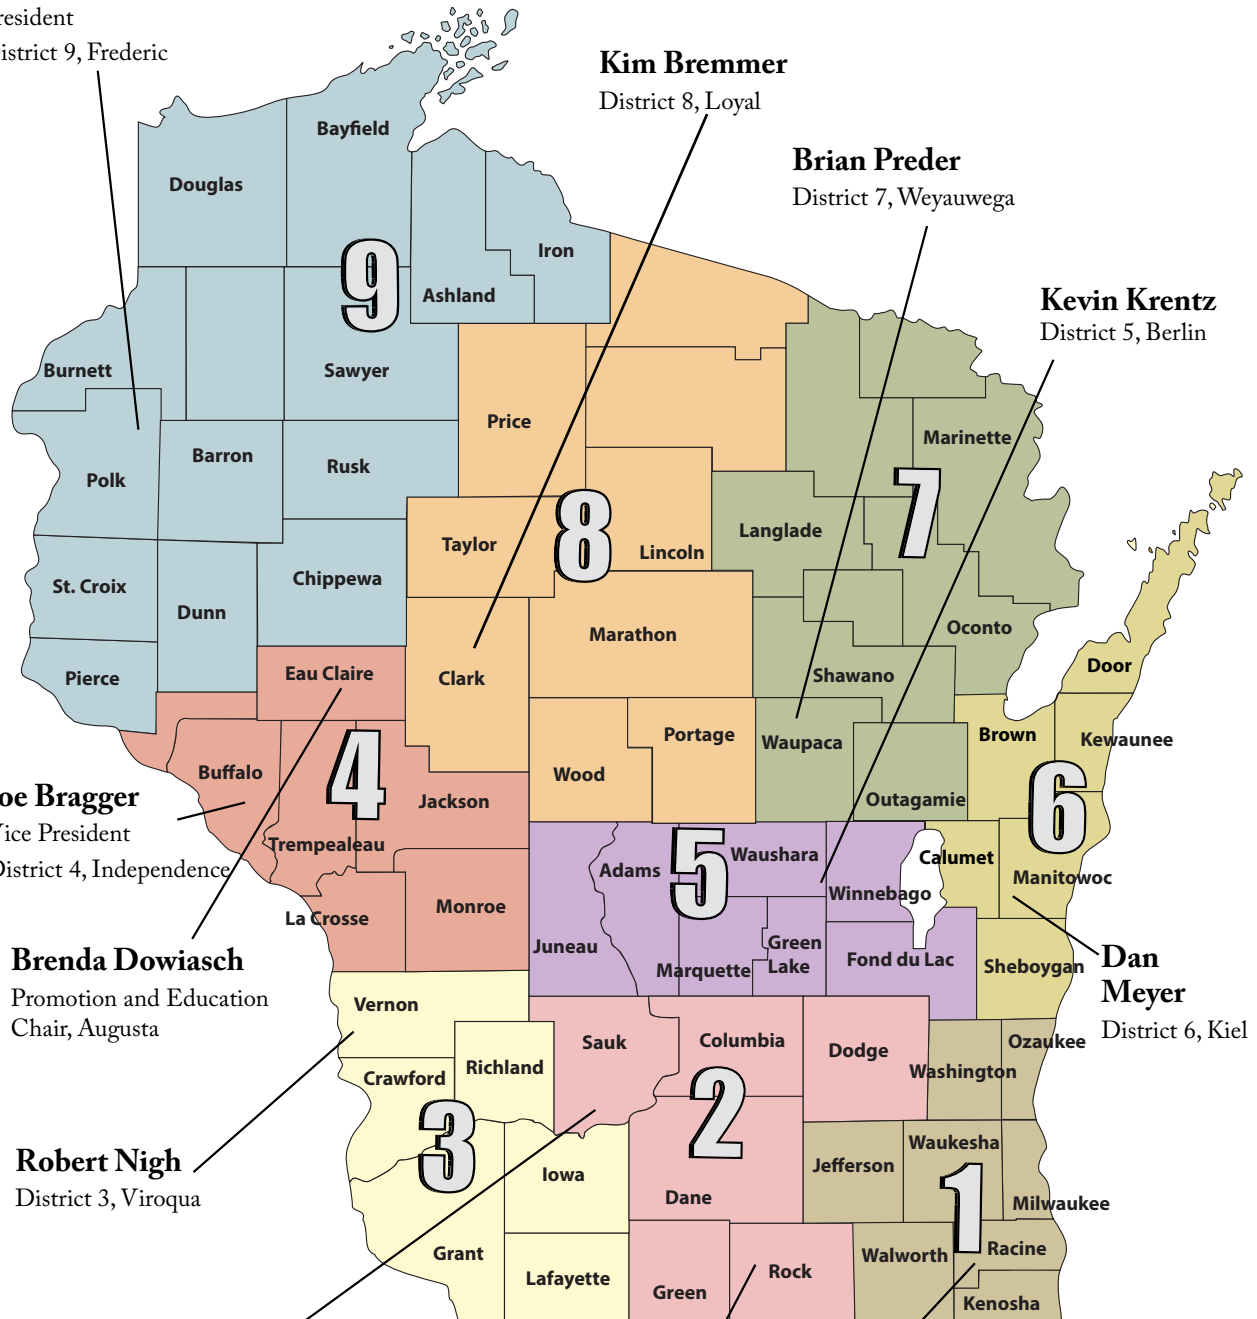 resident
istrict 9, Frederic
Kim Bremmer
District 8, Loyal
Brian Preder
District 7, Weyauwega
Kevin Krentz
District 5, Berlin
Bayfield
Douglas
Iron
9
Ashland
Burnett
Sawyer
Price
Marinette
Barron
Rusk
Polk
7
8
Langlade
Taylor
Lincoln
Chippewa
St. Croix
Dunn
Oconto
Marathon
Door
Eau Claire
Shawano
Pierce
Clark
Portage
Brown
Kewaunee
Waupaca
4
Buffalo
Wood
6
Outagamie
Jackson
oe Bragger
Vice President
District 4, Independence
Trempealeau
5
Waushara
Calumet
Adams
Manitowoc
Winnebago
Monroe
La Crosse
Juneau
Green
Lake
Marquette
Fond du Lac
Sheboygan
Brenda Dowiasch
Promotion and Education
Chair, Augusta
Dan
Meyer
District 6, Kiel
Vernon
Sauk
Columbia
Dodge
Ozaukee
Richland
Washington
Crawford
2
3
Waukesha
Robert Nigh
District 3, Viroqua
Iowa
Jefferson
1
Dane
Milwaukee
Grant
Walworth
Racine
Lafayette
Rock
Green
Kenosha